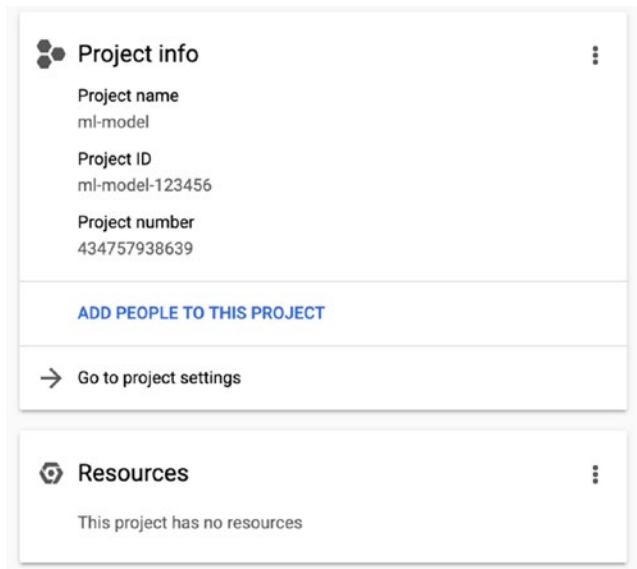 Project info
Project name
ml-model
Project ID
ml-model-123456
Project number
434757938639
ADD PEOPLE TO THIS PROJECT
Go to project settings
Resources
This project has no resources